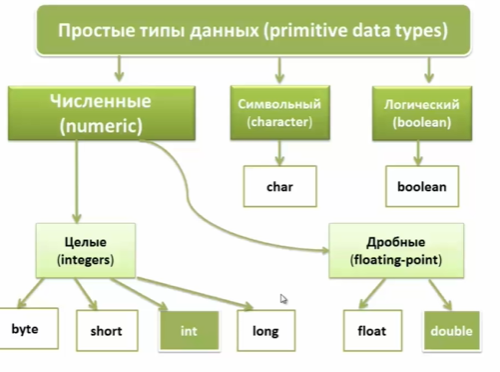 Простые типы данных (primitive data types)
Численные
(numeric)
Символьный
(character)
Логический
(boolean)
char
boolean
Целые
(integers)
Дробные
(floating-point)
byte
short
int
long
float
double